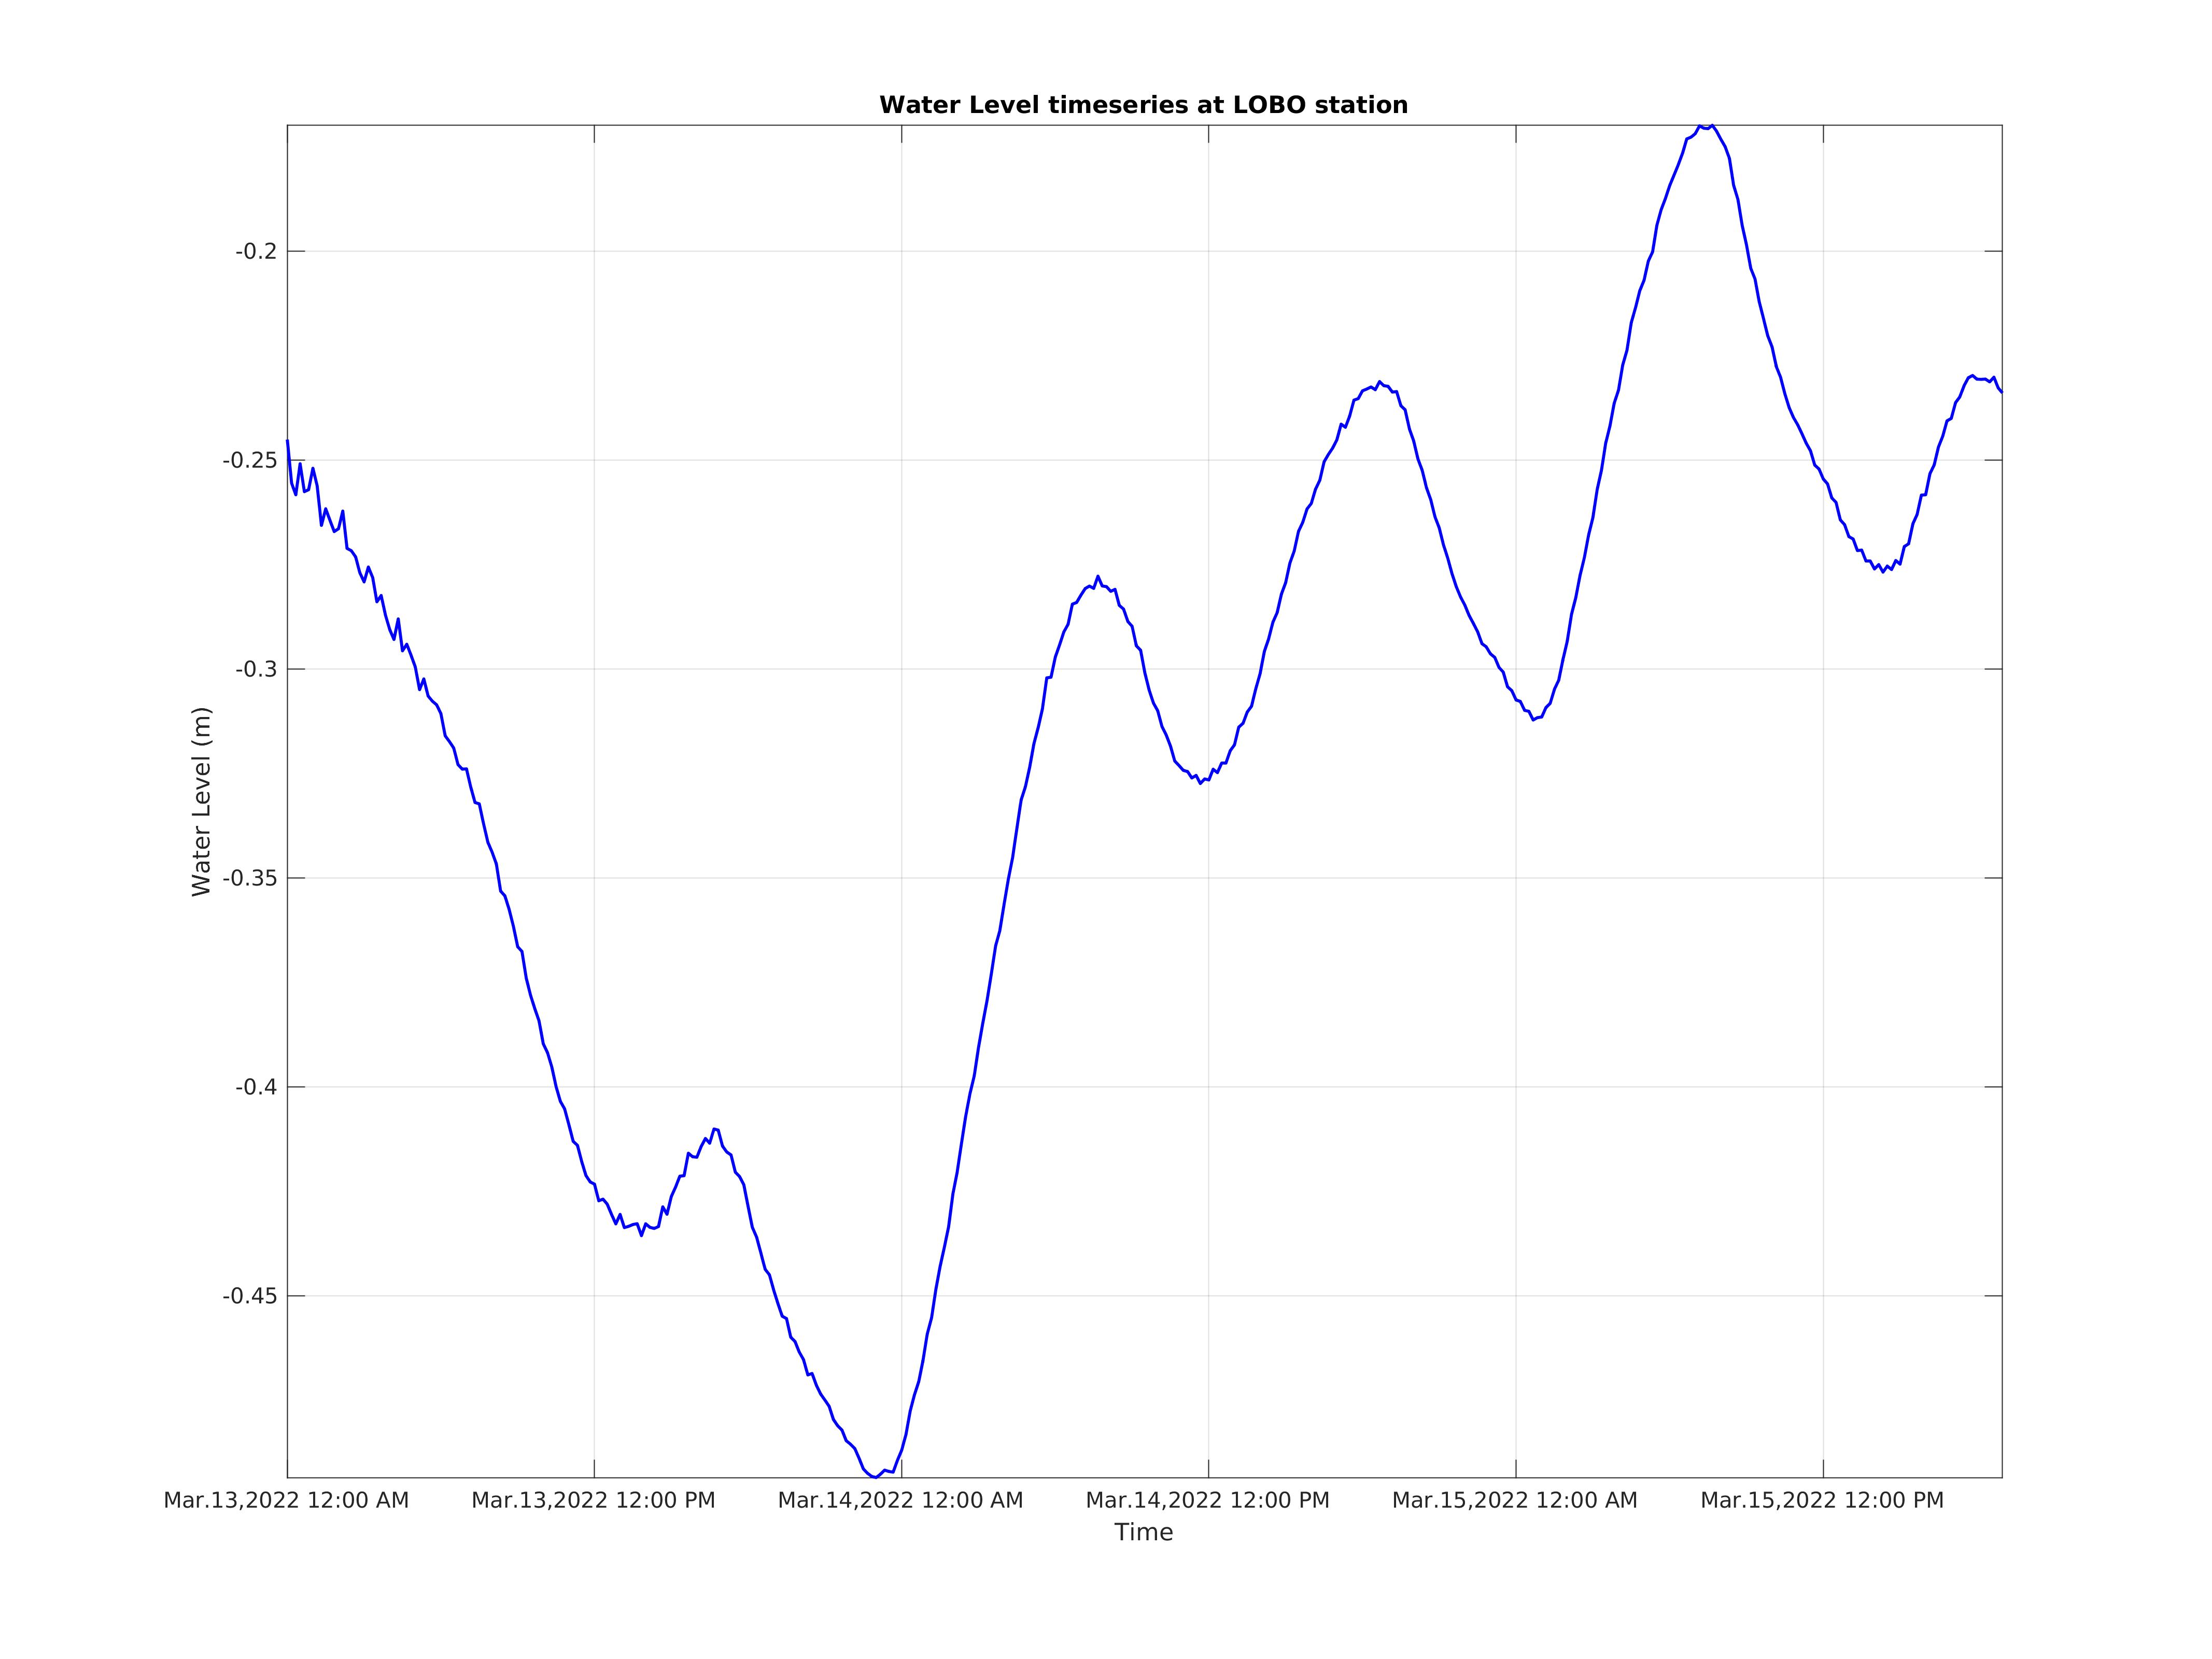 Water Level timeseries at LOBO station
-0.2
-0.25
-0.3
-0.35
-0.4
-0.45
Water Level (m)
Mar.13,2022 12:00 AM
Mar.13,2022 12:00 PM
Mar.14,2022 12:00 AM
Mar.14,2022 12:00 PM
Mar.15,2022 12:00 AM
Mar.15,2022 12:00 PM
Time